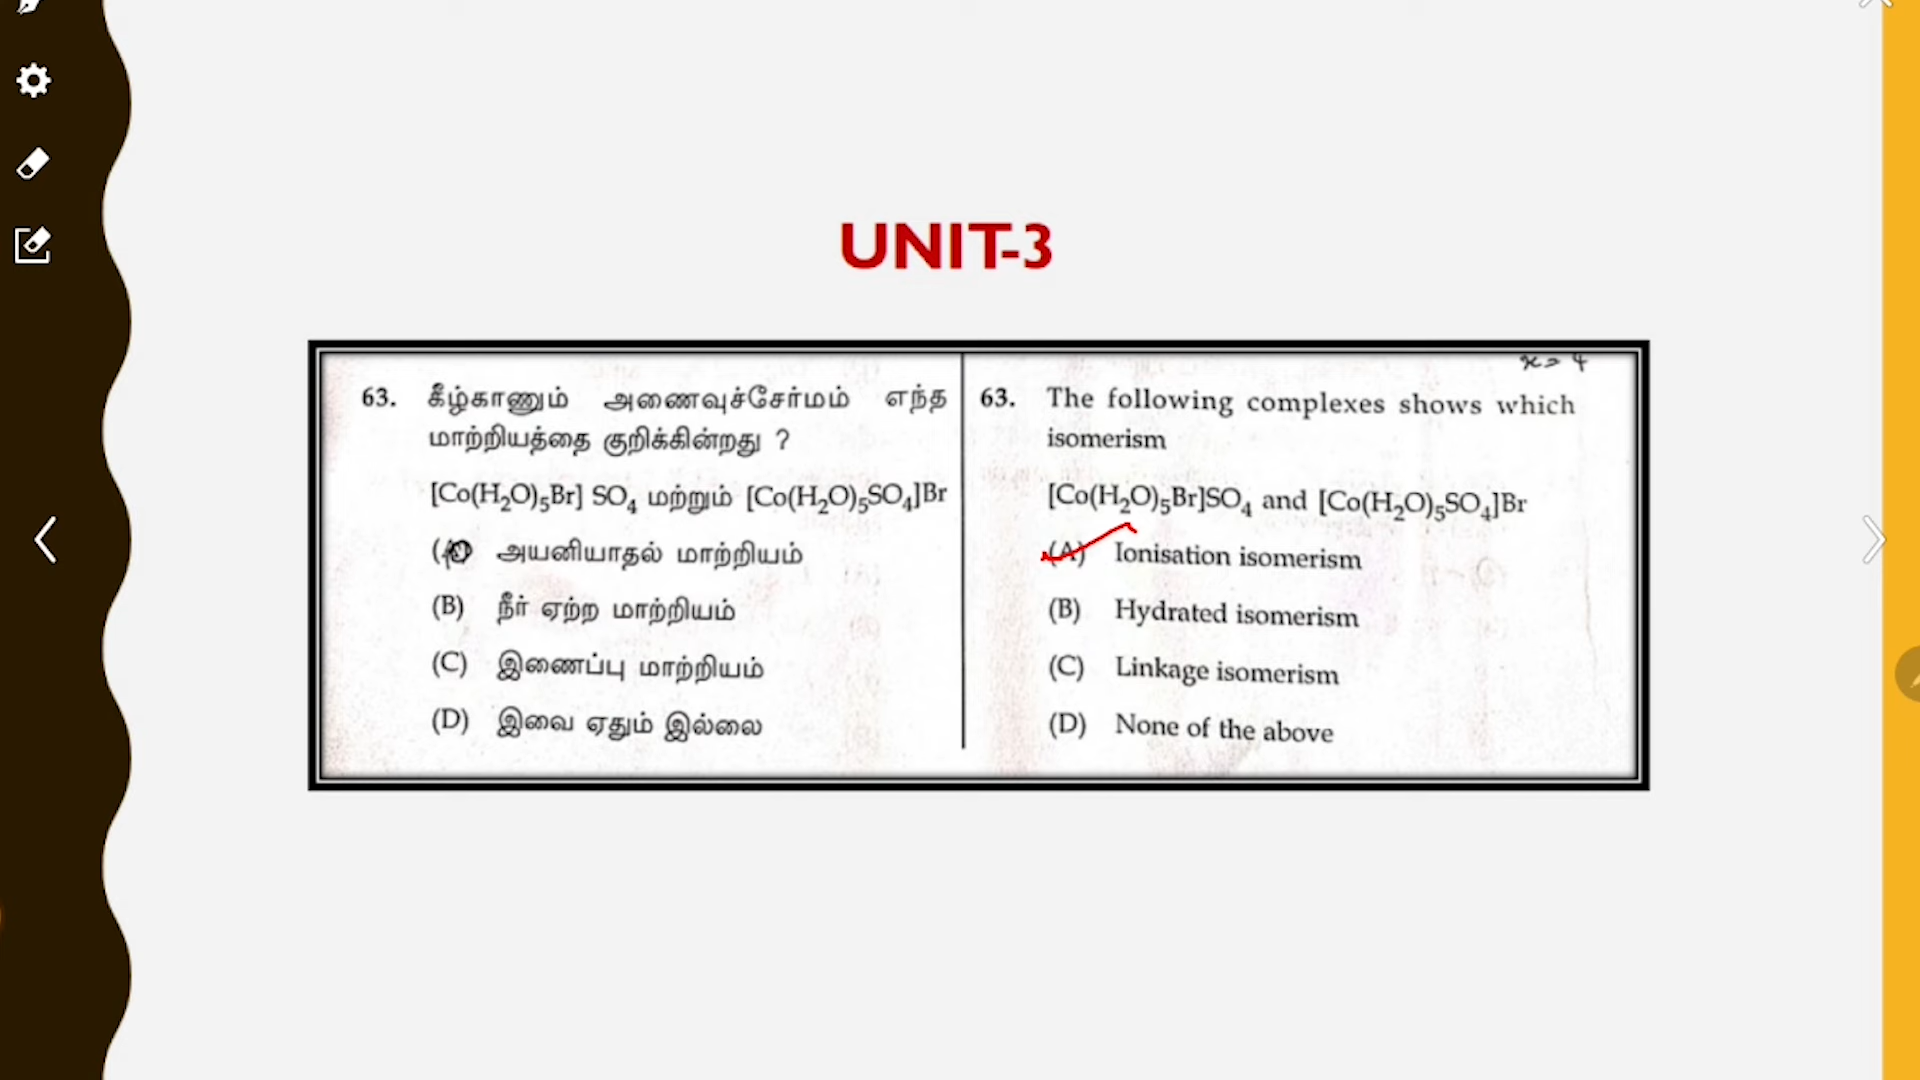 UNIT-3
x = 4
63. கீழ்காணும் அணைவுச்சேர்மம் எந்த
மாற்றியத்தை குறிக்கின்றது ?
[Co(H₂O)₅Br] SO₄ மற்றும் [Co(H₂O)₅SO₄]Br
(A) அயனியாதல் மாற்றியம்
(B) நீர் ஏற்ற மாற்றியம்
(C) இணைப்பு மாற்றியம்
(D) இவை ஏதும் இல்லை
63. The following complexes shows which
isomerism
[Co(H₂O)₅Br]SO₄ and [Co(H₂O)₅SO₄]Br
(A) Ionisation isomerism
(B) Hydrated isomerism
(C) Linkage isomerism
(D) None of the above